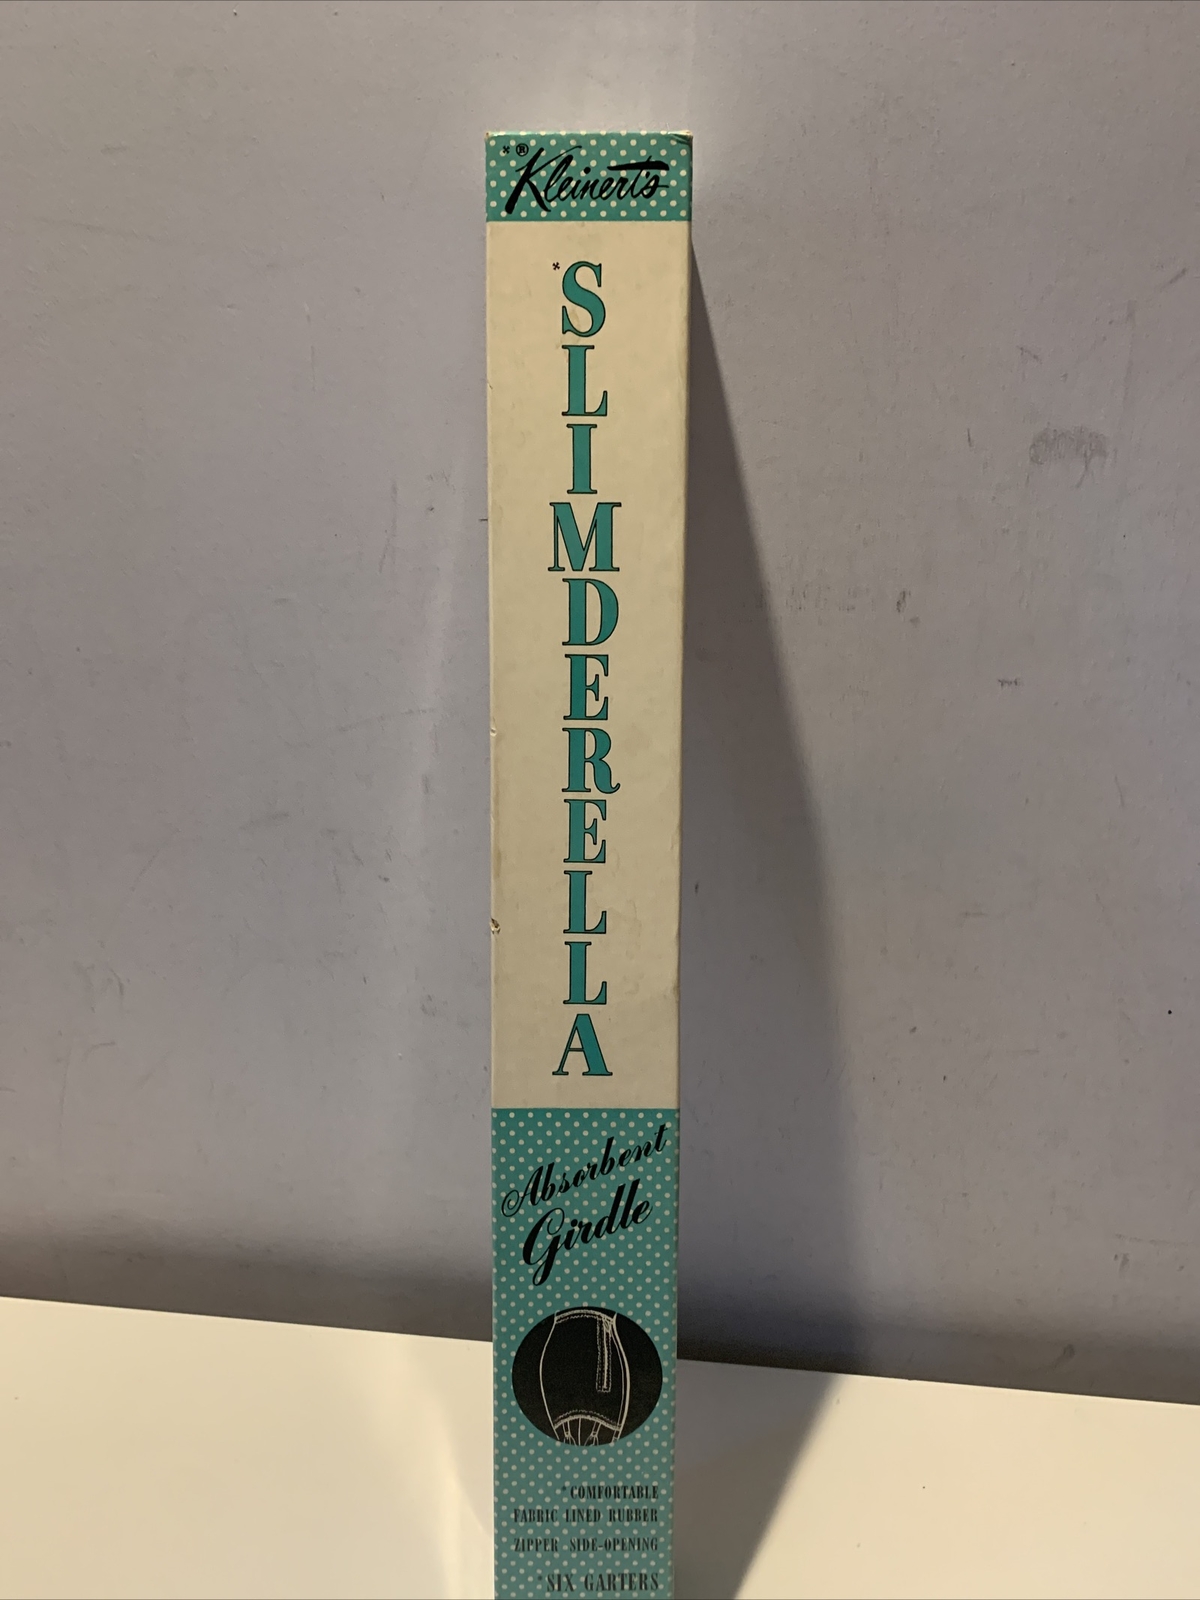 *® Kleinert's
*SLIMDERELLA
Absorbent
Girdle
*COMFORTABLE
FABRIC LINED RUBBER
ZIPPER SIDE-OPENING
*SIX GARTERS